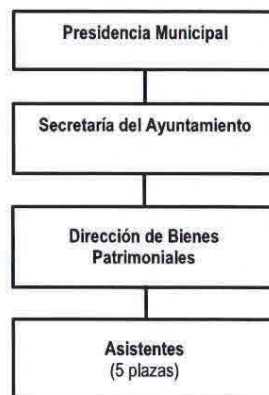 Presidencia Municipal
Secretaría del Ayuntamiento
Dirección de Bienes
Patrimoniales
Asistentes
(5 plazas)